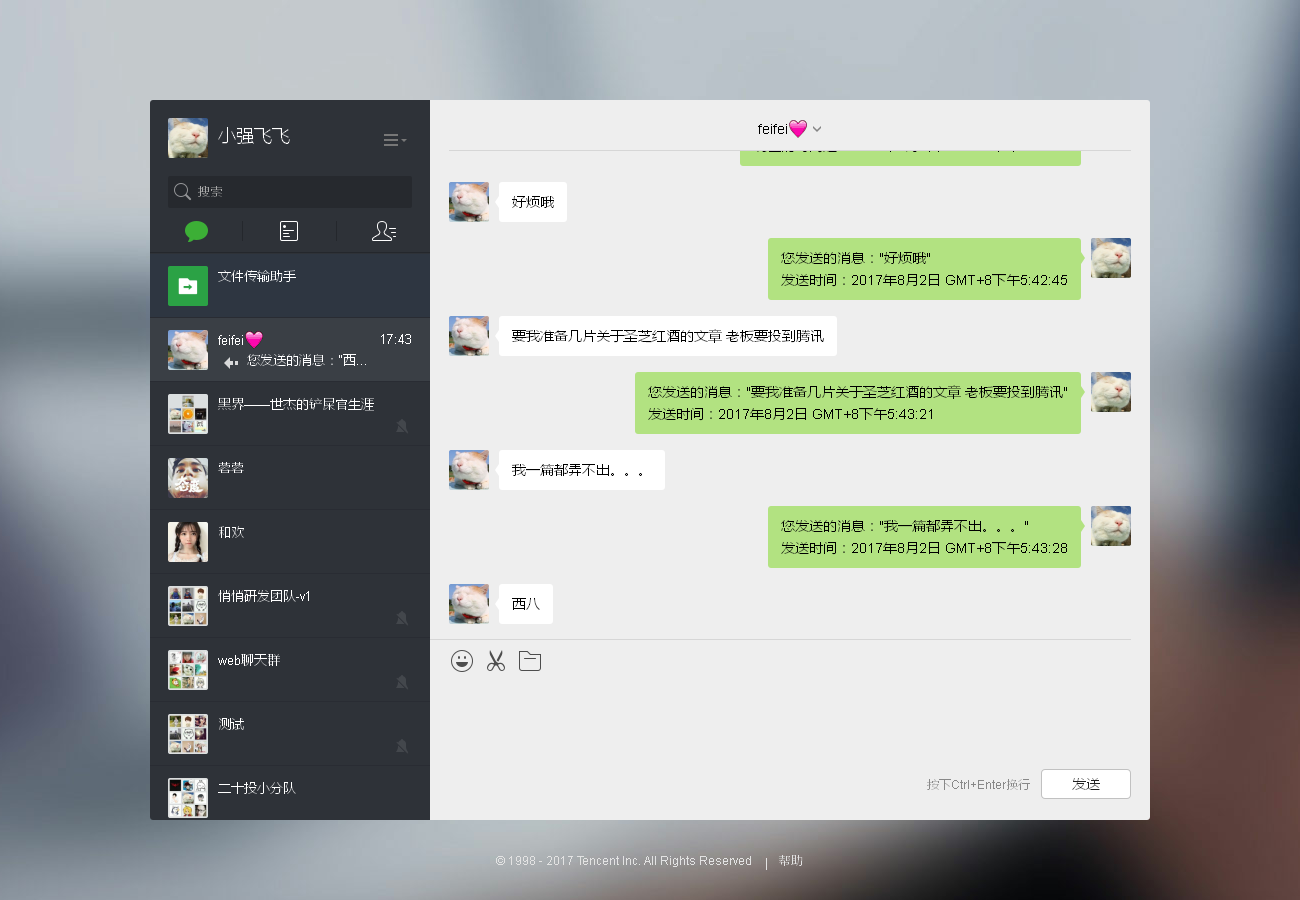 小强飞飞
搜索
文件传输助手
feifei💗 17:43
您发送的消息："西...
黑界——世杰的铲屎官生涯
蓉蓉
和欢
悄悄研发团队-v1
web聊天群
测试
二十投小分队
feifei💗
好烦哦
您发送的消息："好烦哦"
发送时间：2017年8月2日 GMT+8下午5:42:45
要我准备几片关于圣芝红酒的文章 老板要投到腾讯
您发送的消息："要我准备几片关于圣芝红酒的文章 老板要投到腾讯"
发送时间：2017年8月2日 GMT+8下午5:43:21
我一篇都弄不出。。。
您发送的消息："我一篇都弄不出。。。"
发送时间：2017年8月2日 GMT+8下午5:43:28
西八
按下Ctrl+Enter换行
发送
© 1998 - 2017 Tencent Inc. All Rights Reserved | 帮助